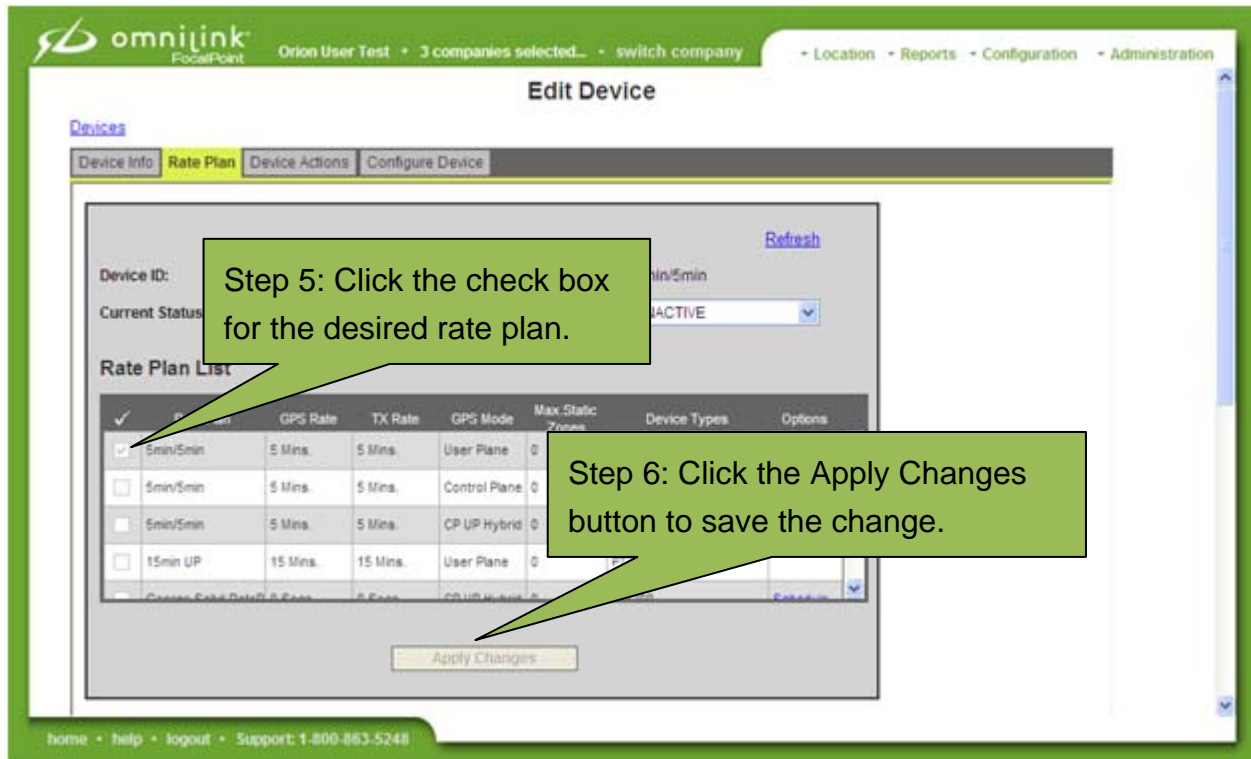 omnilink
FocalPoint
Orion User Test • 3 companies selected... • switch company
Location Reports Configuration Administration
Edit Device
Devices
Device Info Rate Plan Device Actions Configure Device
Refresh
Device ID:
Current Status
Step 5: Click the check box
for the desired rate plan.
Rate Plan List
GPS Rate TX Rate GPS Mode Max Static Zones Device Types Options
5min/5min 5 Mins. 5 Mins. User Plane 0
5min/5min 5 Mins. 5 Mins. Control Plane 0
5min/5min 5 Mins. 5 Mins. CP UP Hybrid 0
15min UP 15 Mins. 15 Mins. User Plane 0
Step 6: Click the Apply Changes
button to save the change.
Apply Changes
home • help • logout • Support: 1-800-863-5248